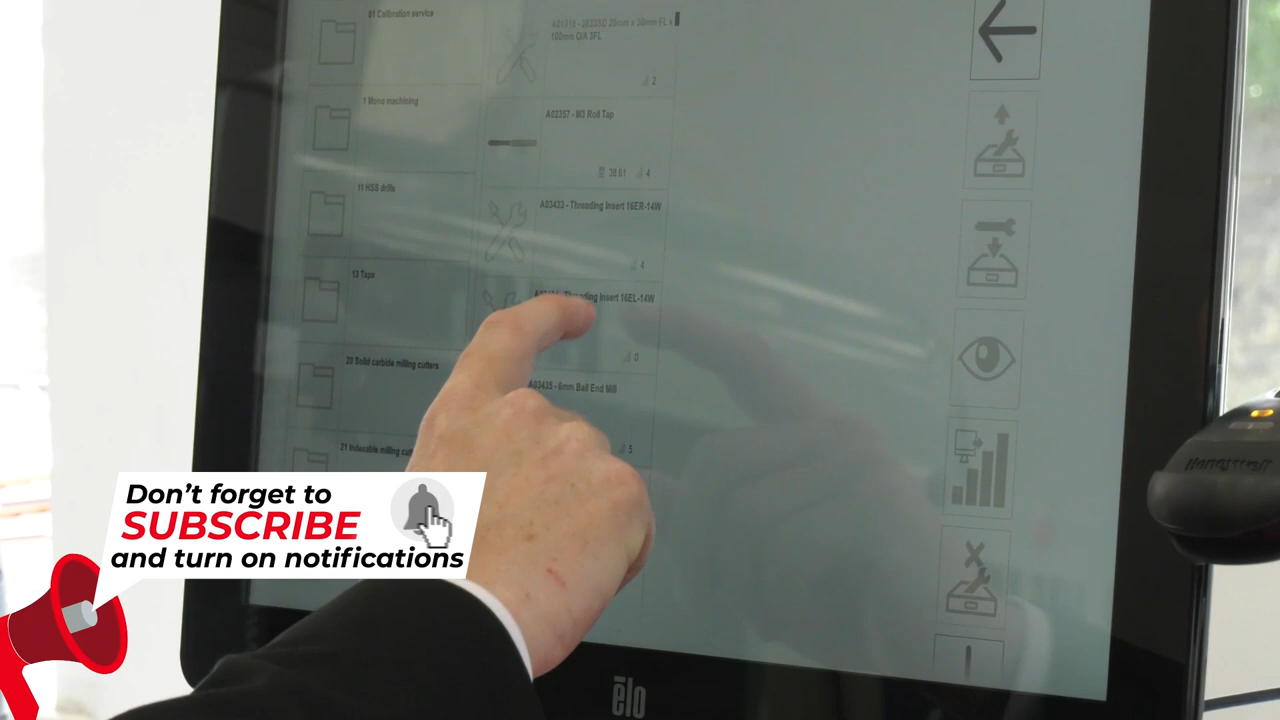 01 Calibration service
1 Mono machining
11 HSS drills
13 Taps
20 Solid carbide milling cutters
21 Indexable milling
100mm O/A 3FL
2
A02357 - M3 Roll Tap
38.61 4
A03433 - Threading Insert 16ER-14W
4
Threading Insert 16EL-14W
0
A03435 - 6mm Ball End Mill
5
Don't forget to
SUBSCRIBE
and turn on notifications
elo